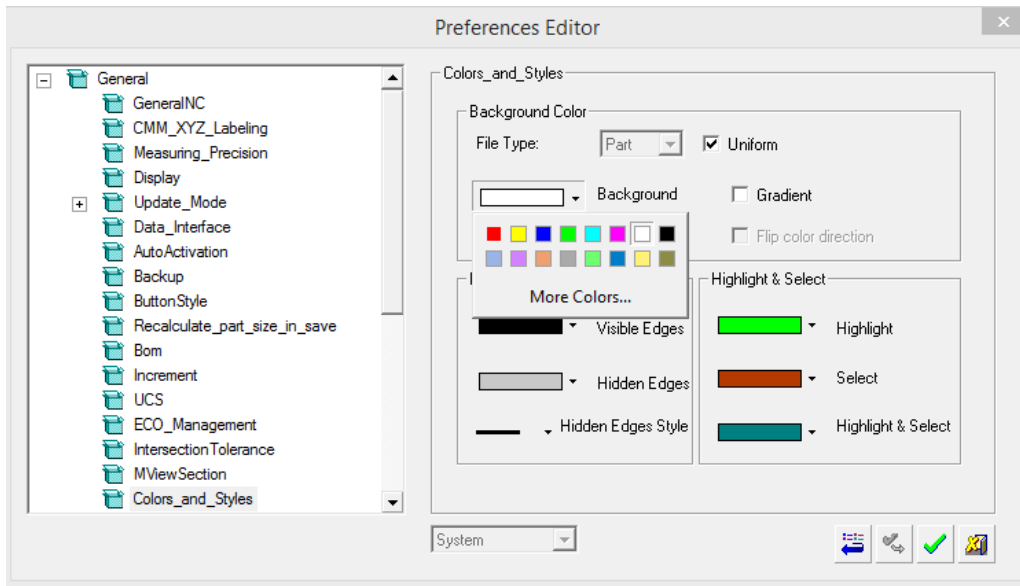 Preferences Editor
General
GeneralNC
CMM_XYZ_Labeling
Measuring_Precision
Display
Update_Mode
Data_Interface
AutoActivation
Backup
ButtonStyle
Recalculate_part_size_in_save
Bom
Increment
UCS
ECO_Management
IntersectionTolerance
MViewSection
Colors_and_Styles
Colors_and_Styles
Background Color
File Type: Part Uniform
Background Gradient
Flip color direction
More Colors...
Visible Edges
Hidden Edges
Hidden Edges Style
Highlight & Select
Highlight
Select
Highlight & Select
System